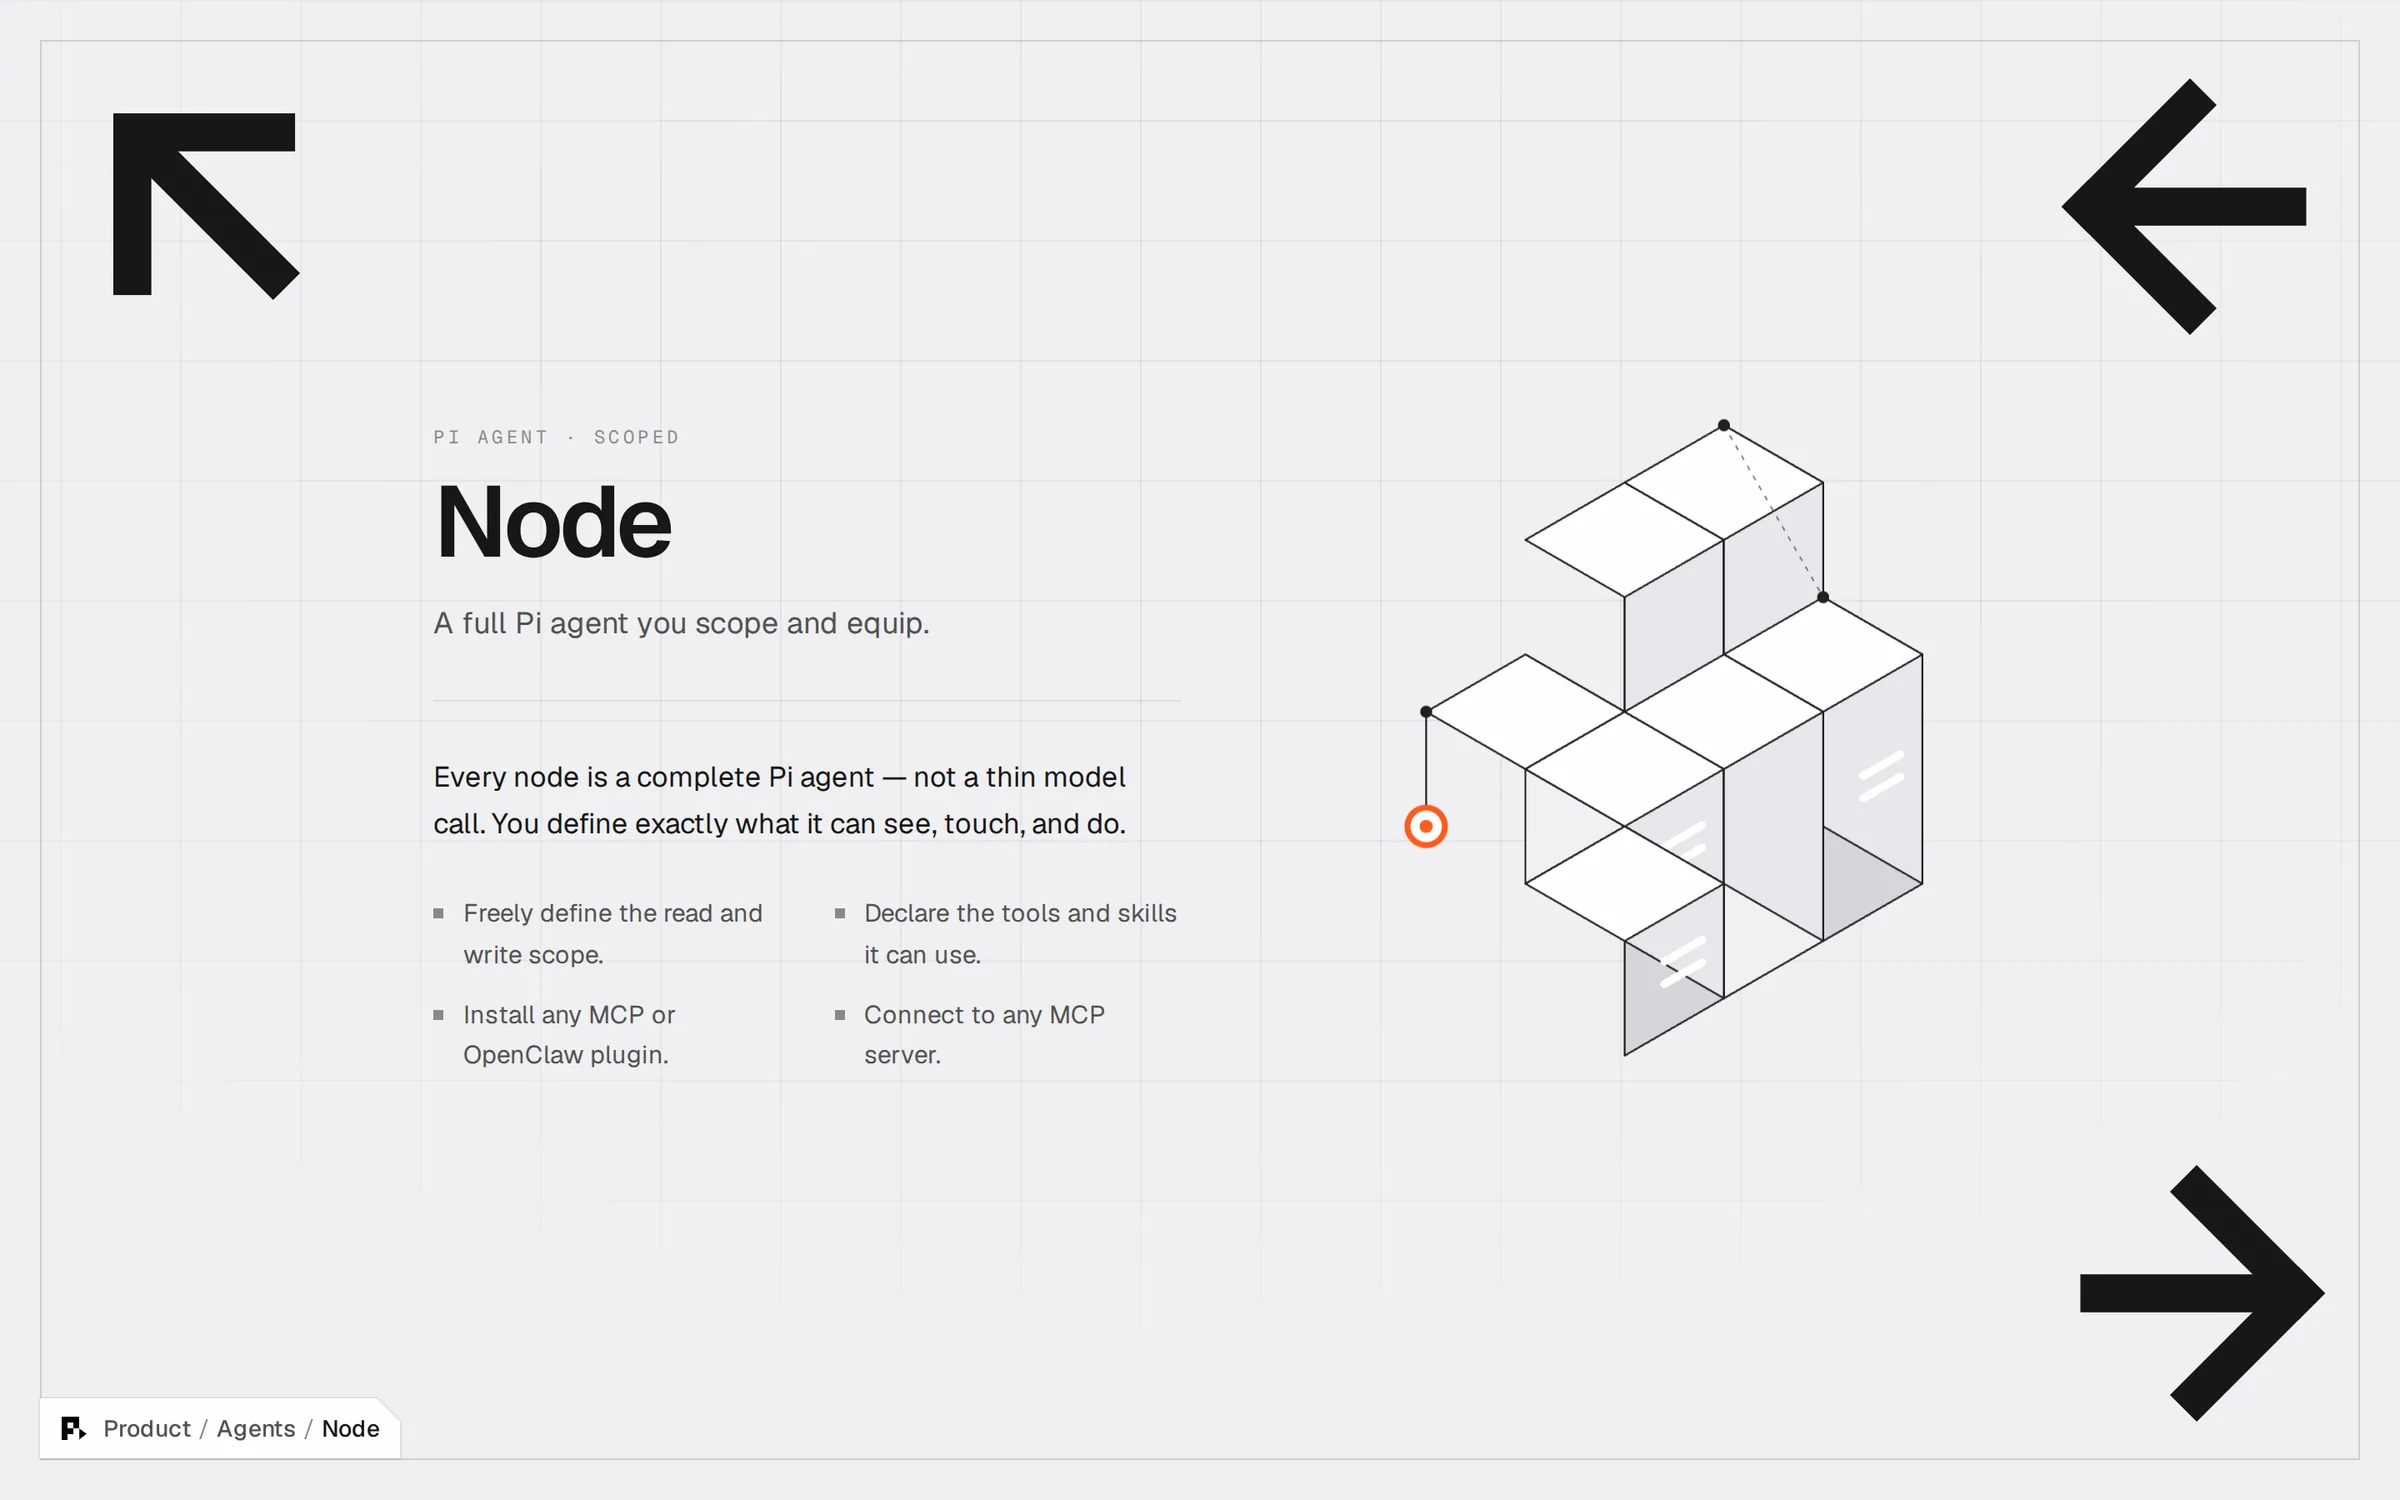 PI AGENT · SCOPED
Node
A full Pi agent you scope and equip.
Every node is a complete Pi agent — not a thin model
call. You define exactly what it can see, touch, and do.
Freely define the read and
write scope.
Declare the tools and skills
it can use.
Install any MCP or
OpenClaw plugin.
Connect to any MCP
server.
Product / Agents / Node